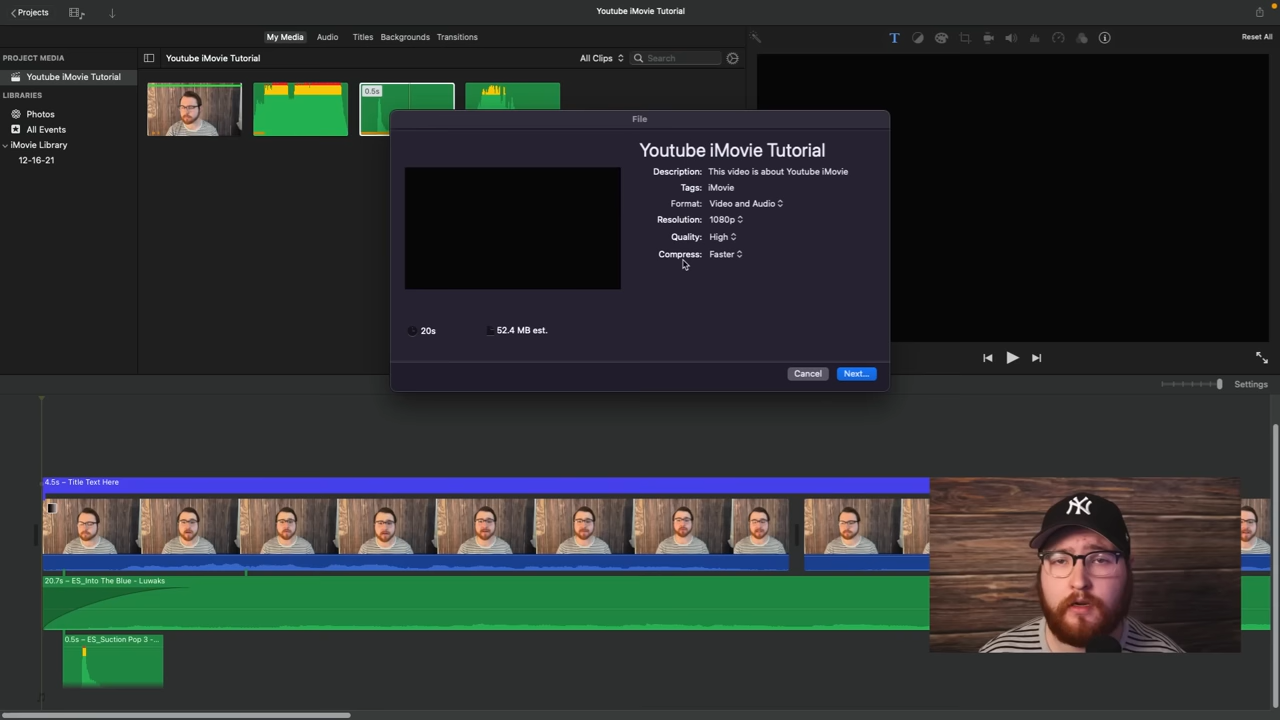 Projects
Youtube iMovie Tutorial
My Media
Audio
Titles
Backgrounds
Transitions
Reset All
PROJECT MEDIA
Youtube iMovie Tutorial
LIBRARIES
Photos
All Events
iMovie Library
12-16-21
Youtube iMovie Tutorial
All Clips
Search
0.5s
File
Youtube iMovie Tutorial
Description: This video is about Youtube iMovie
Tags: iMovie
Format: Video and Audio
Resolution: 1080p
Quality: High
Compress: Faster
20s
52.4 MB est.
Cancel
Next...
Settings
4.5s – Title Text Here
20.7s – ES_Into The Blue - Luwaks
0.5s – ES_Suction Pop 3 -...
NY